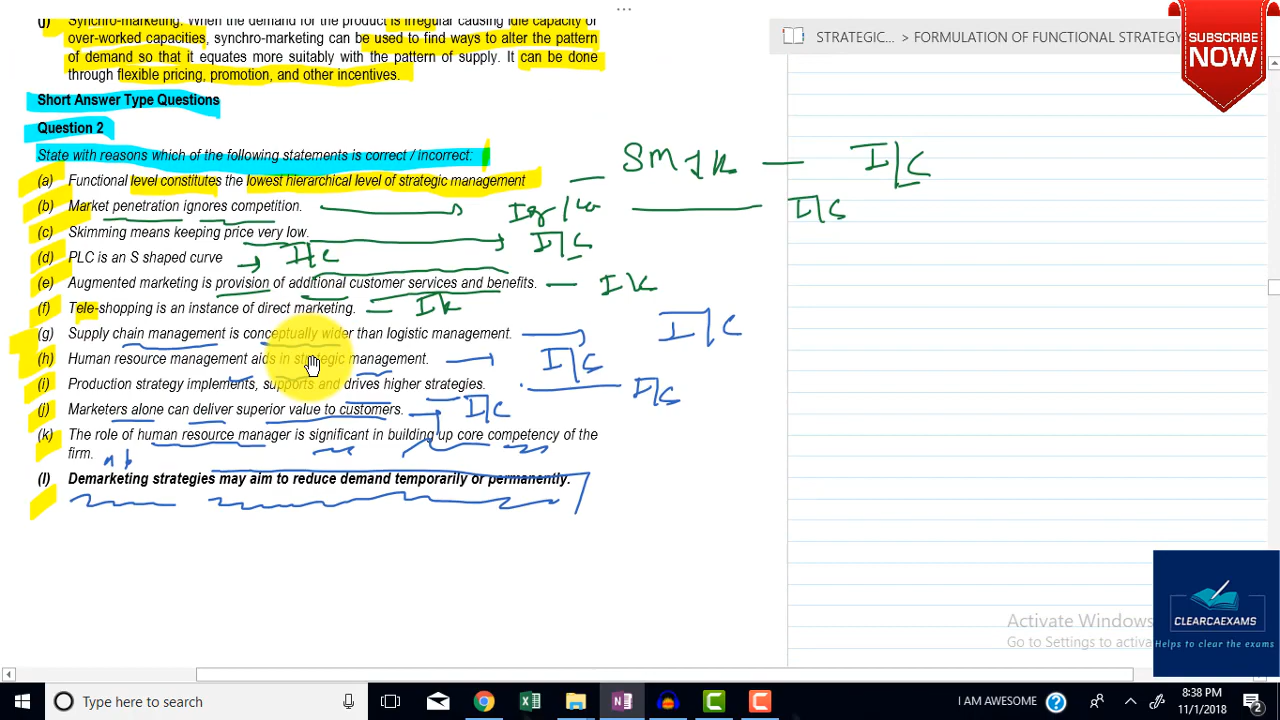 (j) Synchro-marketing: When the demand for the product is irregular causing idle capacity or
over-worked capacities, synchro-marketing can be used to find ways to alter the pattern
of demand so that it equates more suitably with the pattern of supply. It can be done
through flexible pricing, promotion, and other incentives.
Short Answer Type Questions
Question 2
State with reasons which of the following statements is correct / incorrect:
(a) Functional level constitutes the lowest hierarchical level of strategic management
(b) Market penetration ignores competition.
(c) Skimming means keeping price very low.
(d) PLC is an S shaped curve
(e) Augmented marketing is provision of additional customer services and benefits.
(f) Tele-shopping is an instance of direct marketing.
(g) Supply chain management is conceptually wider than logistic management.
(h) Human resource management aids in strategic management.
(i) Production strategy implements, supports and drives higher strategies.
(j) Marketers alone can deliver superior value to customers.
(k) The role of human resource manager is significant in building up core competency of the
firm.
(l) Demarketing strategies may aim to reduce demand temporarily or permanently.
I/C
I/C
I/C
I/C
I/C
I/C
I/C
STRATEGIC... > FORMULATION OF FUNCTIONAL STRATEGY
SUBSCRIBE
NOW
Activate Windows
Go to Settings to activa
CLEARCAEXAMS
Helps to clear the exams
Type here to search
I AM AWESOME
8:38 PM
11/1/2018
2